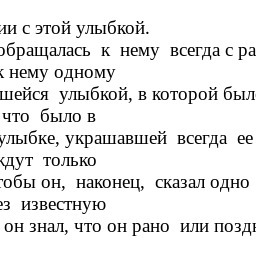 ии с этой улыбкой.
обращалась к нему всегда с ра
к нему одному
шейся улыбкой, в которой был
что было в
улыбке, украшавшей всегда ее
ждут только
тобы он, наконец, сказал одно
ез известную
он знал, что он рано или позд